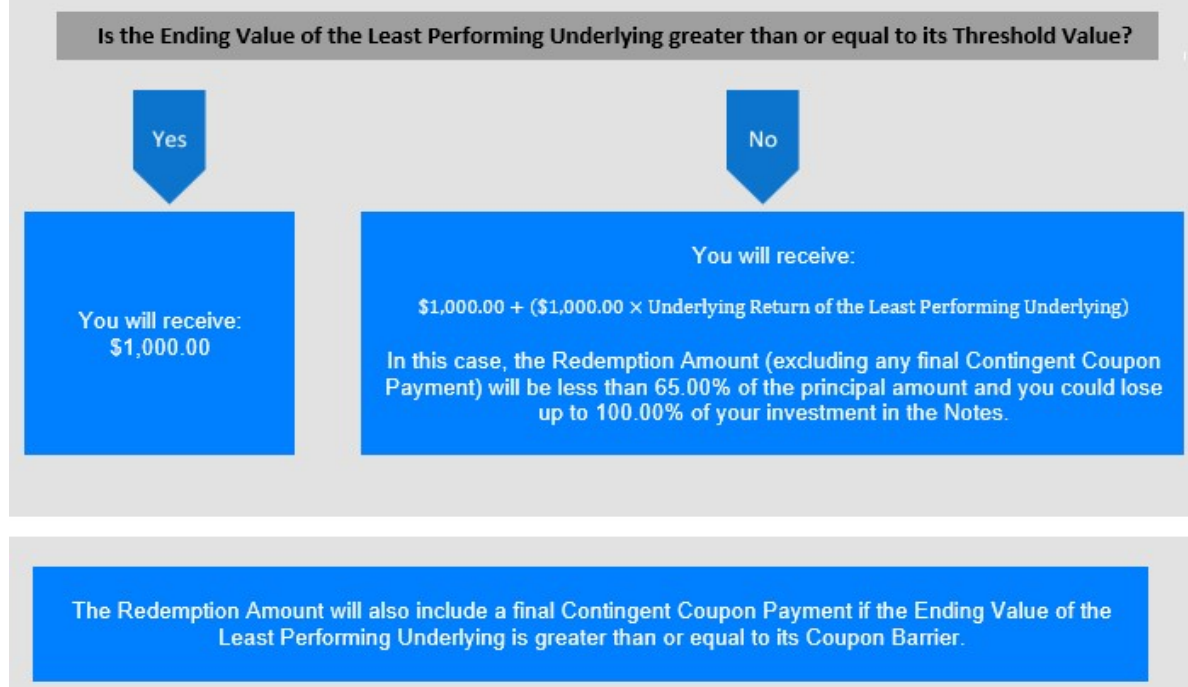 Is the Ending Value of the Least Performing Underlying greater than or equal to its Threshold Value?
Yes
No
You will receive:
$1,000.00
You will receive:
$1,000.00 + ($1,000.00 × Underlying Return of the Least Performing Underlying)
In this case, the Redemption Amount (excluding any final Contingent Coupon
Payment) will be less than 65.00% of the principal amount and you could lose
up to 100.00% of your investment in the Notes.
The Redemption Amount will also include a final Contingent Coupon Payment if the Ending Value of the
Least Performing Underlying is greater than or equal to its Coupon Barrier.